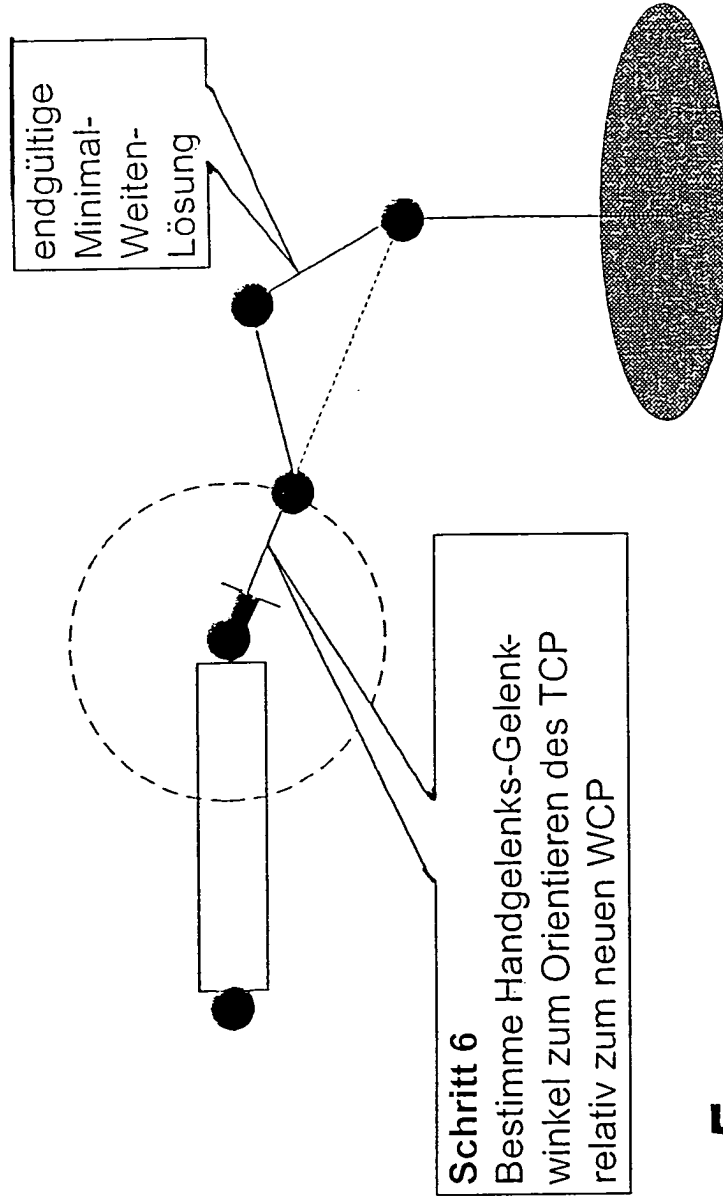 endgültige
Minimal-
Weiten-
Lösung
Schritt 6
Bestimme Handgelenks-Gelenk-
winkel zum Orientieren des TCP
relativ zum neuen WCP